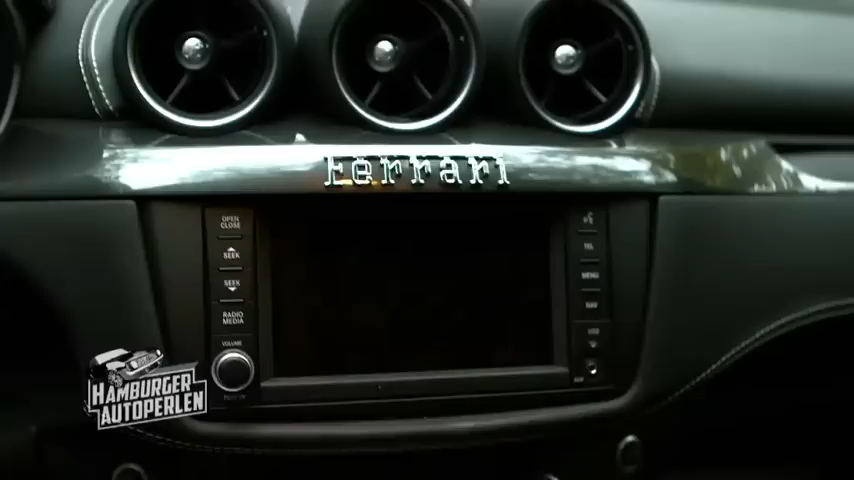 Ferrari
OPEN
CLOSE
SEEK
SEEK
RADIO
MEDIA
VOLUME
TEL
MENU
NAV
HAMBURGER
AUTOPERLEN